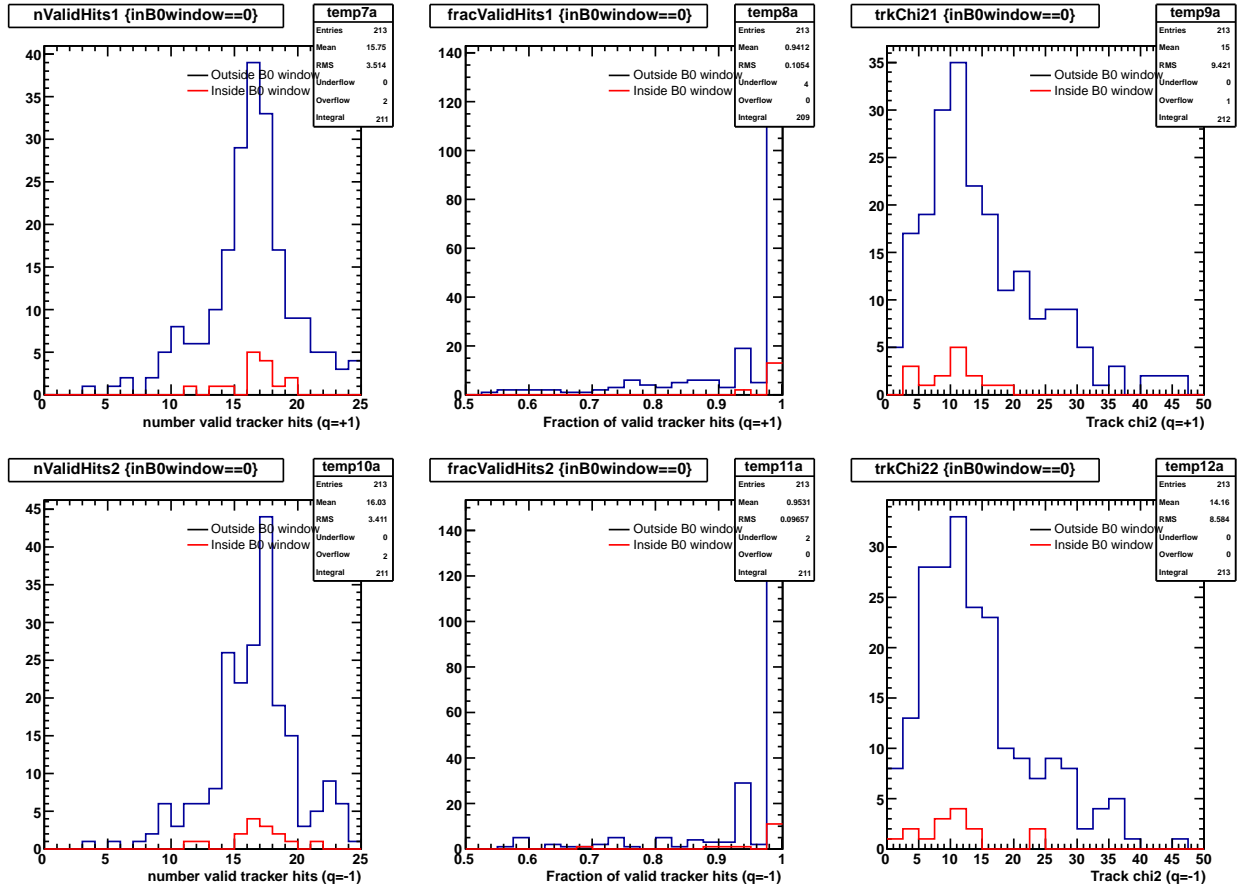 nValidHits1 {inB0window==0}
temp7a
Entries 213
Mean 15.75
RMS 3.514
Underflow 0
Overflow 2
Integral 211
Outside B0 window
Inside B0 window
40
35
30
25
20
15
10
5
0
0 5 10 15 20 25
number valid tracker hits (q=+1)
fracValidHits1 {inB0window==0}
temp8a
Entries 213
Mean 0.9412
RMS 0.1054
Underflow 4
Overflow 0
Integral 209
Outside B0 window
Inside B0 window
140
120
100
80
60
40
20
0
0.5 0.6 0.7 0.8 0.9 1
Fraction of valid tracker hits (q=+1)
trkChi21 {inB0window==0}
temp9a
Entries 213
Mean 15
RMS 9.421
Underflow 0
Overflow 1
Integral 212
Outside B0 window
Inside B0 window
35
30
25
20
15
10
5
0
0 5 10 15 20 25 30 35 40 45 50
Track chi2 (q=+1)
nValidHits2 {inB0window==0}
temp10a
Entries 213
Mean 16.03
RMS 3.411
Underflow 0
Overflow 2
Integral 211
Outside B0 window
Inside B0 window
45
40
35
30
25
20
15
10
5
0
0 5 10 15 20 25
number valid tracker hits (q=-1)
fracValidHits2 {inB0window==0}
temp11a
Entries 213
Mean 0.9531
RMS 0.09657
Underflow 2
Overflow 0
Integral 211
Outside B0 window
Inside B0 window
140
120
100
80
60
40
20
0
0.5 0.6 0.7 0.8 0.9 1
Fraction of valid tracker hits (q=-1)
trkChi22 {inB0window==0}
temp12a
Entries 213
Mean 14.16
RMS 8.584
Underflow 0
Overflow 0
Integral 213
Outside B0 window
Inside B0 window
30
25
20
15
10
5
0
0 5 10 15 20 25 30 35 40 45 50
Track chi2 (q=-1)